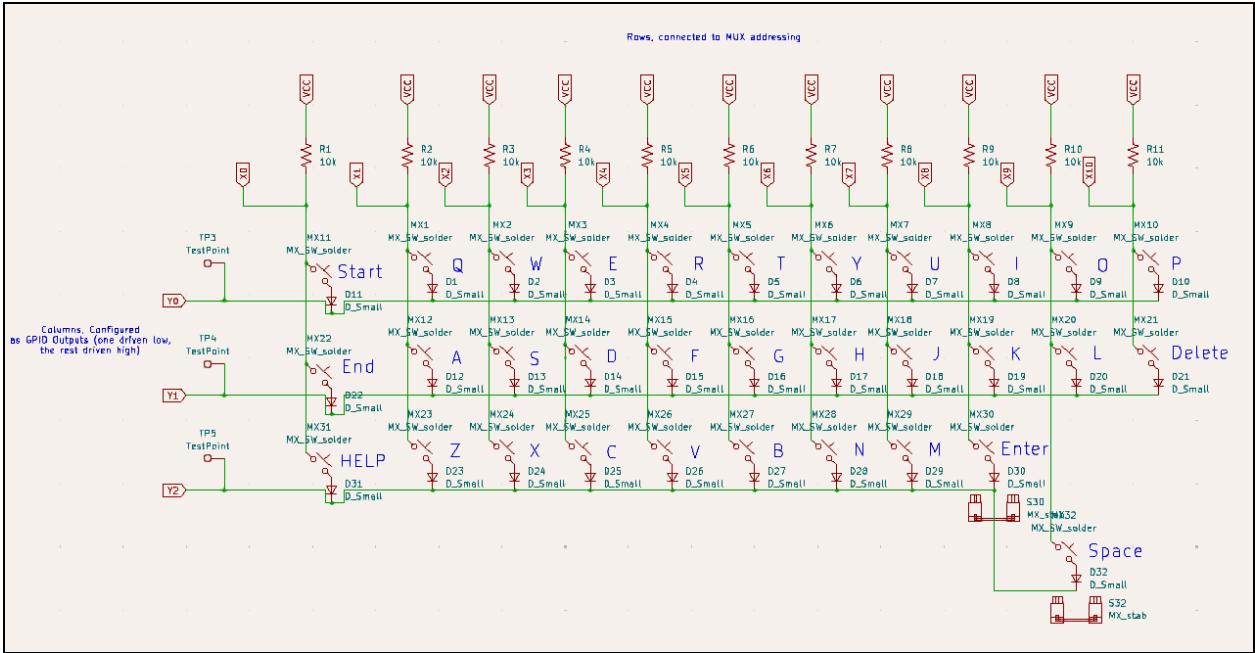 Rows, connected to MUX addressing
VCC VCC VCC VCC VCC VCC VCC VCC VCC VCC VCC
R1 R2 R3 R4 R5 R6 R7 R8 R9 R10 R11
10k 10k 10k 10k 10k 10k 10k 10k 10k 10k 10k
X0 X1 X2 X3 X4 X5 X6 X7 X8 X9 X10
MX11 MX1 MX2 MX3 MX4 MX5 MX6 MX7 MX8 MX9 MX10
MX_SW_solder MX_SW_solder MX_SW_solder MX_SW_solder MX_SW_solder MX_SW_solder MX_SW_solder MX_SW_solder MX_SW_solder MX_SW_solder MX_SW_solder
TP3
TestPoint
Start Q W E R T Y U I O P
D11 D1 D2 D3 D4 D5 D6 D7 D8 D9 D10
D_Small D_Small D_Small D_Small D_Small D_Small D_Small D_Small D_Small D_Small D_Small
Y0
Columns, Configured
as GPIO Outputs (one driven low,
the rest driven high)
MX22 MX12 MX13 MX14 MX15 MX16 MX17 MX18 MX19 MX20 MX21
MX_SW_solder MX_SW_solder MX_SW_solder MX_SW_solder MX_SW_solder MX_SW_solder MX_SW_solder MX_SW_solder MX_SW_solder MX_SW_solder MX_SW_solder
TP4
TestPoint
End A S D F G H J K L Delete
D22 D12 D13 D14 D15 D16 D17 D18 D19 D20 D21
D_Small D_Small D_Small D_Small D_Small D_Small D_Small D_Small D_Small D_Small D_Small
Y1
MX31 MX23 MX24 MX25 MX26 MX27 MX28 MX29 MX30
MX_SW_solder MX_SW_solder MX_SW_solder MX_SW_solder MX_SW_solder MX_SW_solder MX_SW_solder MX_SW_solder MX_SW_solder
TP5
TestPoint
HELP Z X C V B N M Enter
D31 D23 D24 D25 D26 D27 D28 D29 D30
D_Small D_Small D_Small D_Small D_Small D_Small D_Small D_Small D_Small
Y2
S30
MX_SW_solder
Space
D32
D_Small
S32
MX_stab